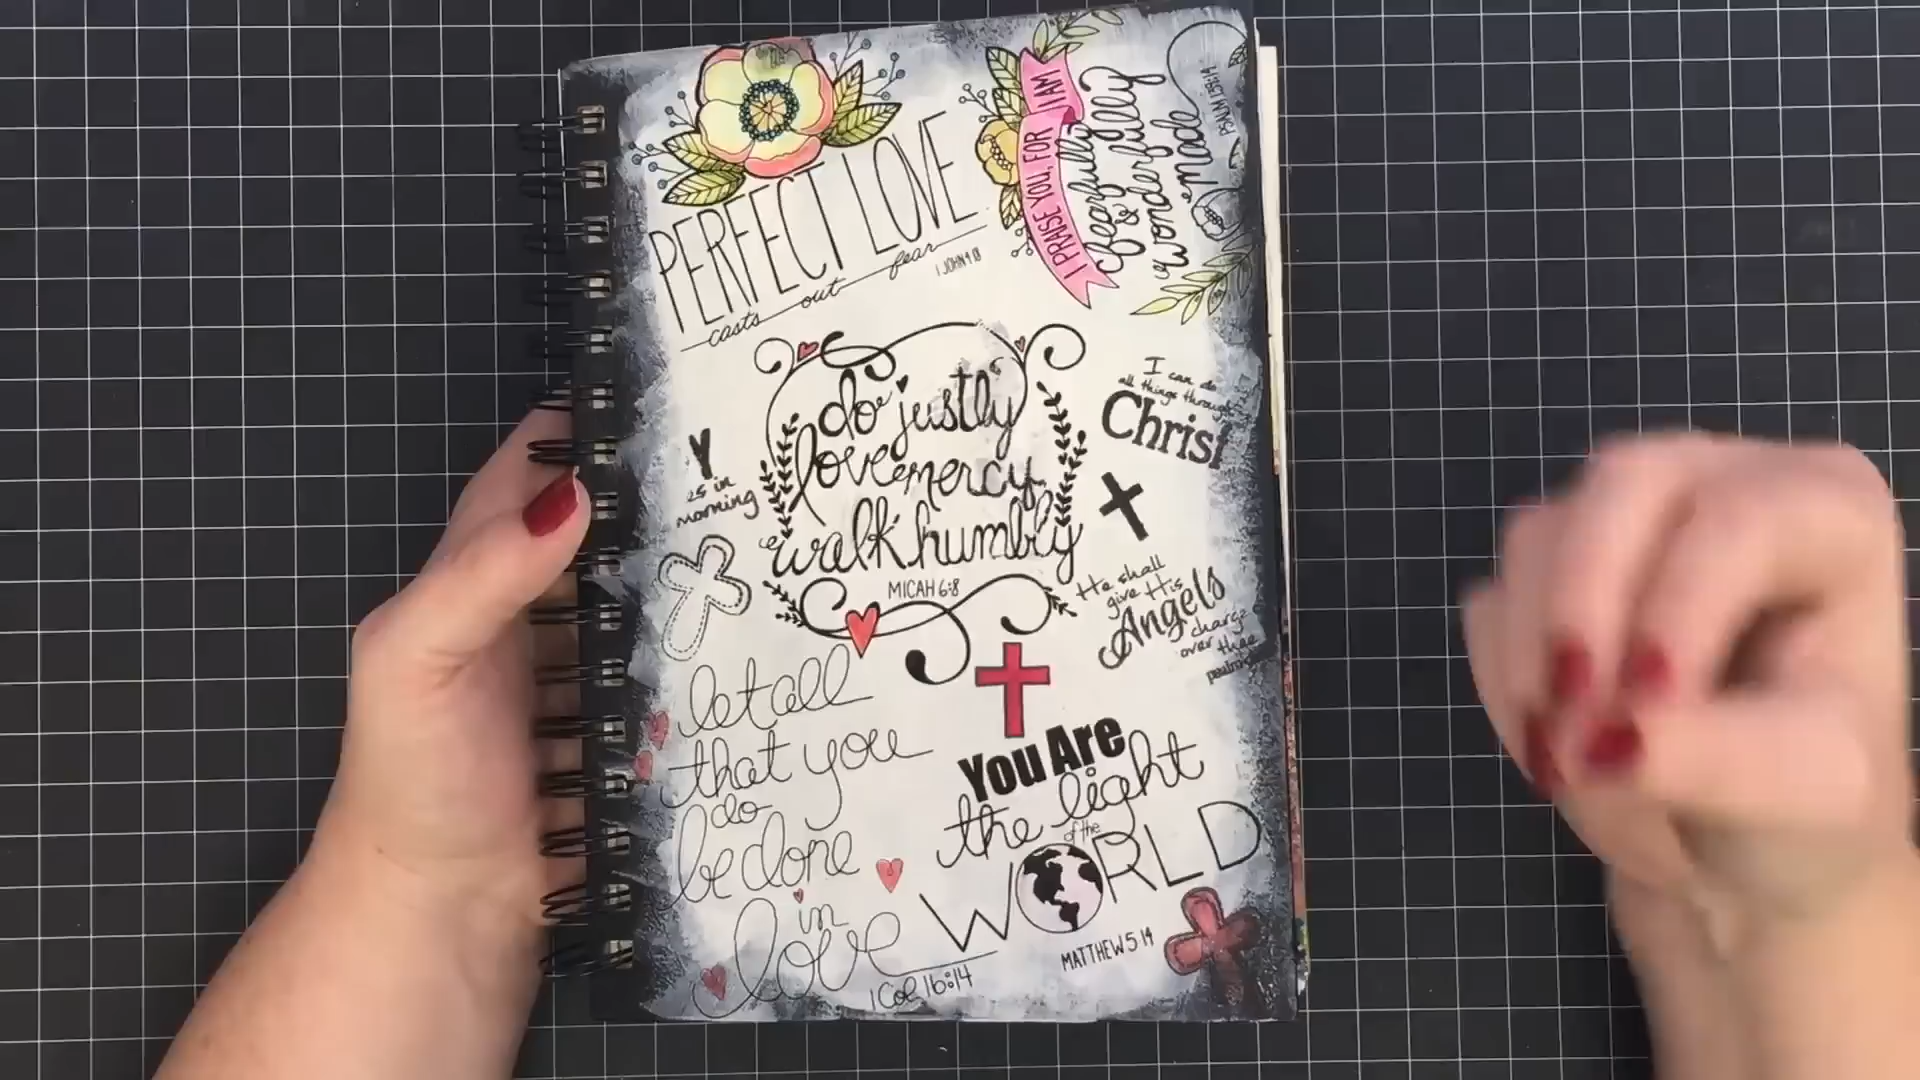 PERFECT LOVE
casts out fear
1 JOHN 4:18
I PRAISE YOU, FOR I AM
fearfully
&
wonderfully
Made
PSALM 139:14
do justly
love mercy
walk humbly
MICAH 6:8
I can do
all things through
Christ
Y
25 in
morning
He shall
give His
Angels
charge
over thee
let all
that you
do
be done
in
love
1 Cor 16:14
You Are
the light
of the
WORLD
MATTHEW 5:14